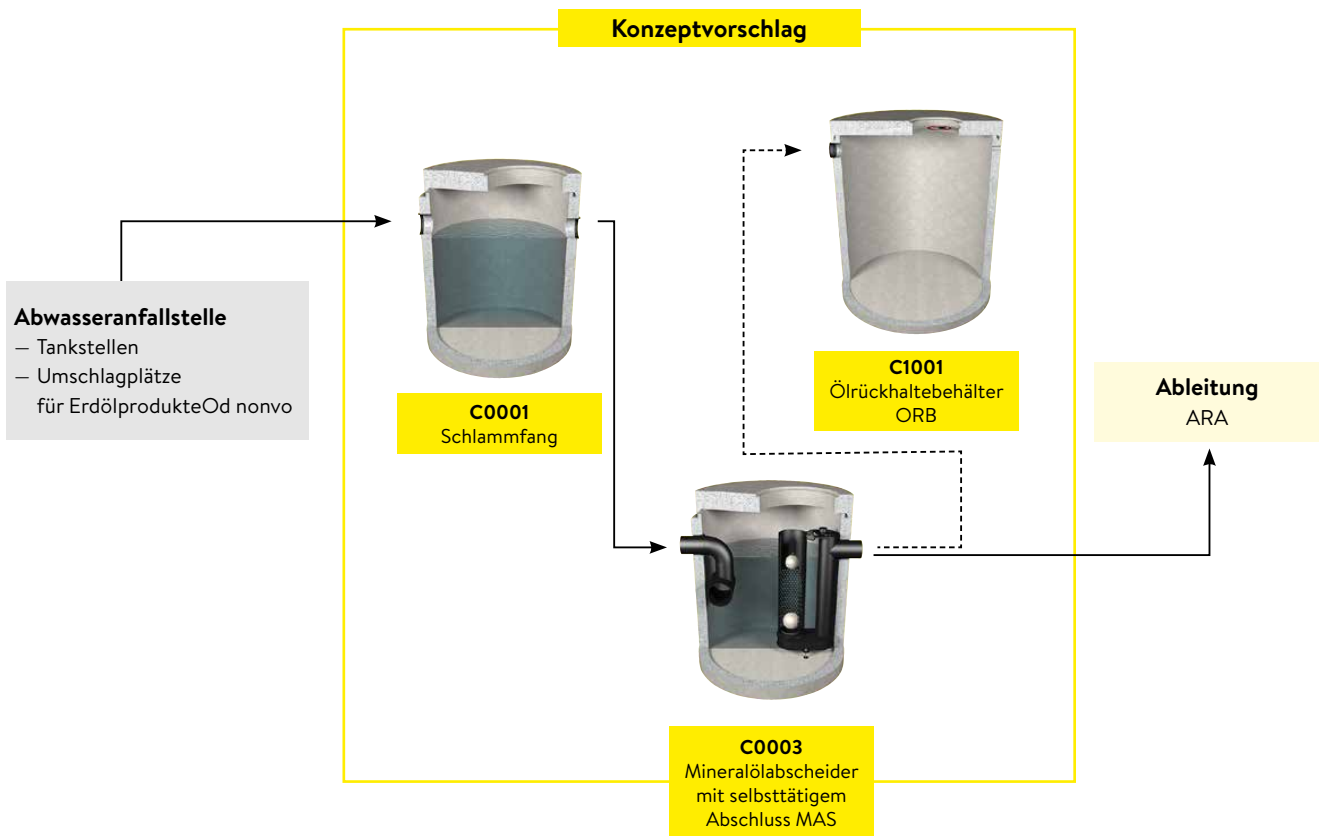 Konzeptvorschlag
Abwasseranfallstelle
— Tankstellen
— Umschlagplätze
für ErdölprodukteOd nonvo
C0001
Schlammfang
C1001
Ölrückhaltebehälter
ORB
Ableitung
ARA
C0003
Mineralölabscheider
mit selbsttätigem
Abschluss MAS